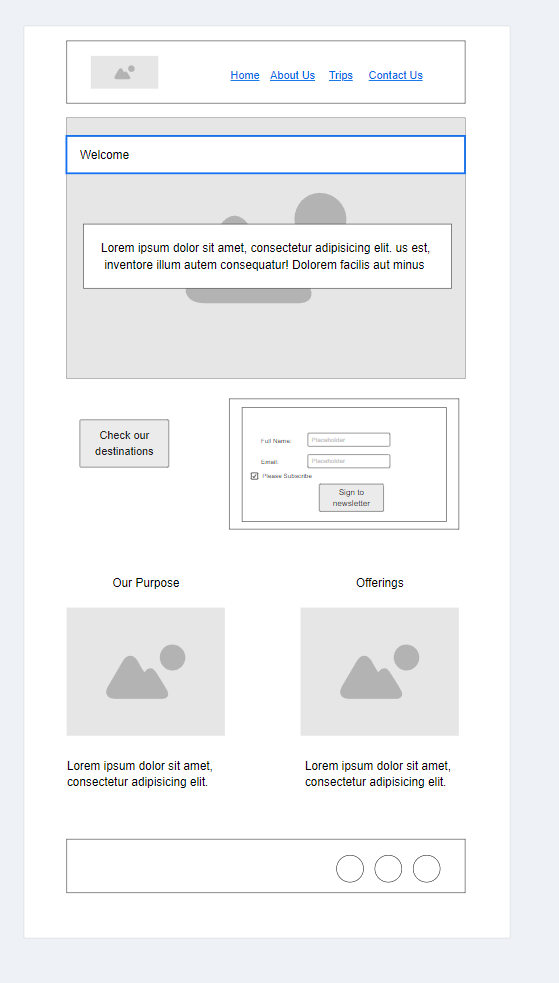 Home About Us Trips Contact Us
Welcome
Lorem ipsum dolor sit amet, consectetur adipisicing elit. us est,
inventore illum autem consequatur! Dolorem facilis aut minus
Check our
destinations
Full Name: Placeholder
Email: Placeholder
Please Subscribe
Sign to
newsletter
Our Purpose
Offerings
Lorem ipsum dolor sit amet,
consectetur adipisicing elit.
Lorem ipsum dolor sit amet,
consectetur adipisicing elit.